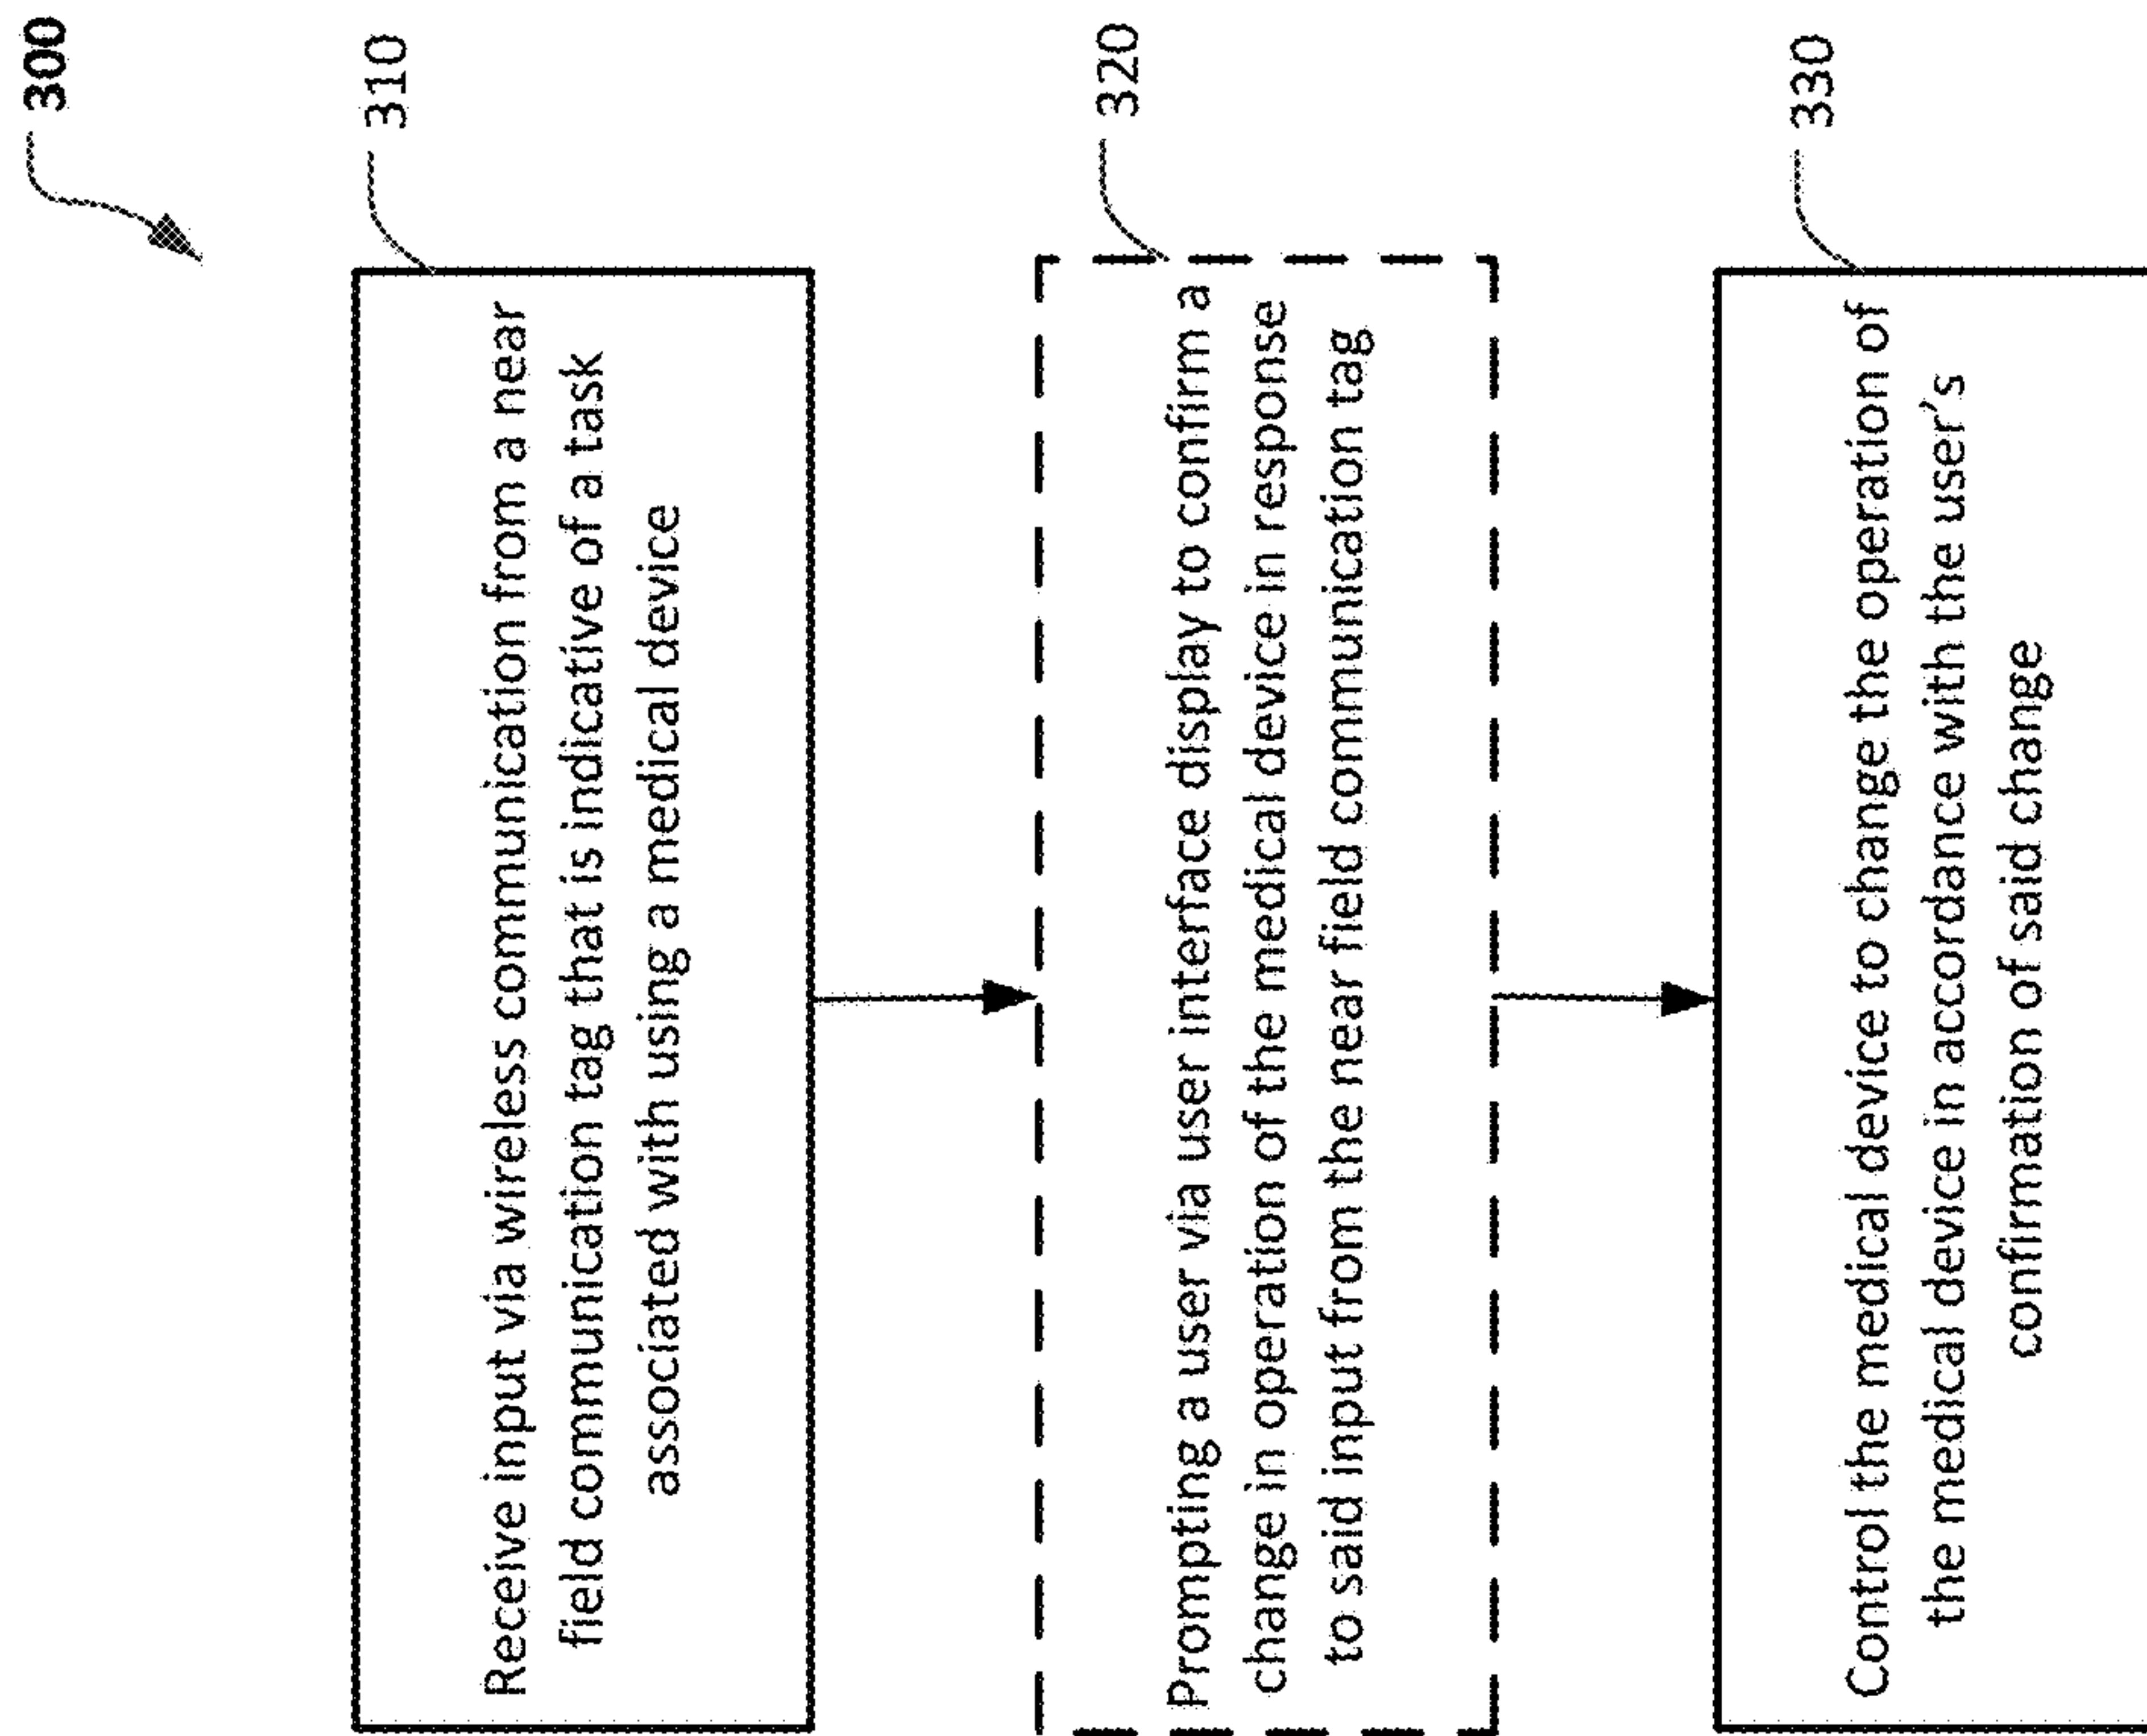 300
310
Receive input via wireless communication from a near
field communication tag that is indicative of a task
associated with using a medical device
320
Prompting a user via user interface display to confirm a
change in operation of the medical device in response
to said input from the near field communication tag
330
Control the medical device to change the operation of
the medical device in accordance with the user's
confirmation of said change